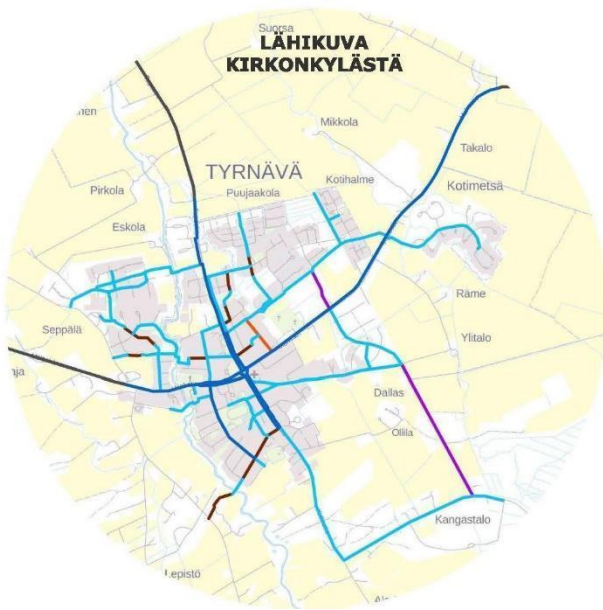 Suorsa
LÄHIKUVA
KIRKONKYLÄSTÄ
Mikkola
Takalo
TYRNÄVÄ
Kotihalme
Pirkola
Puujaakola
Kotimetsä
Eskola
Räme
Seppälä
Ylitalo
Dallas
Ollila
Kangastalo
Lepistö